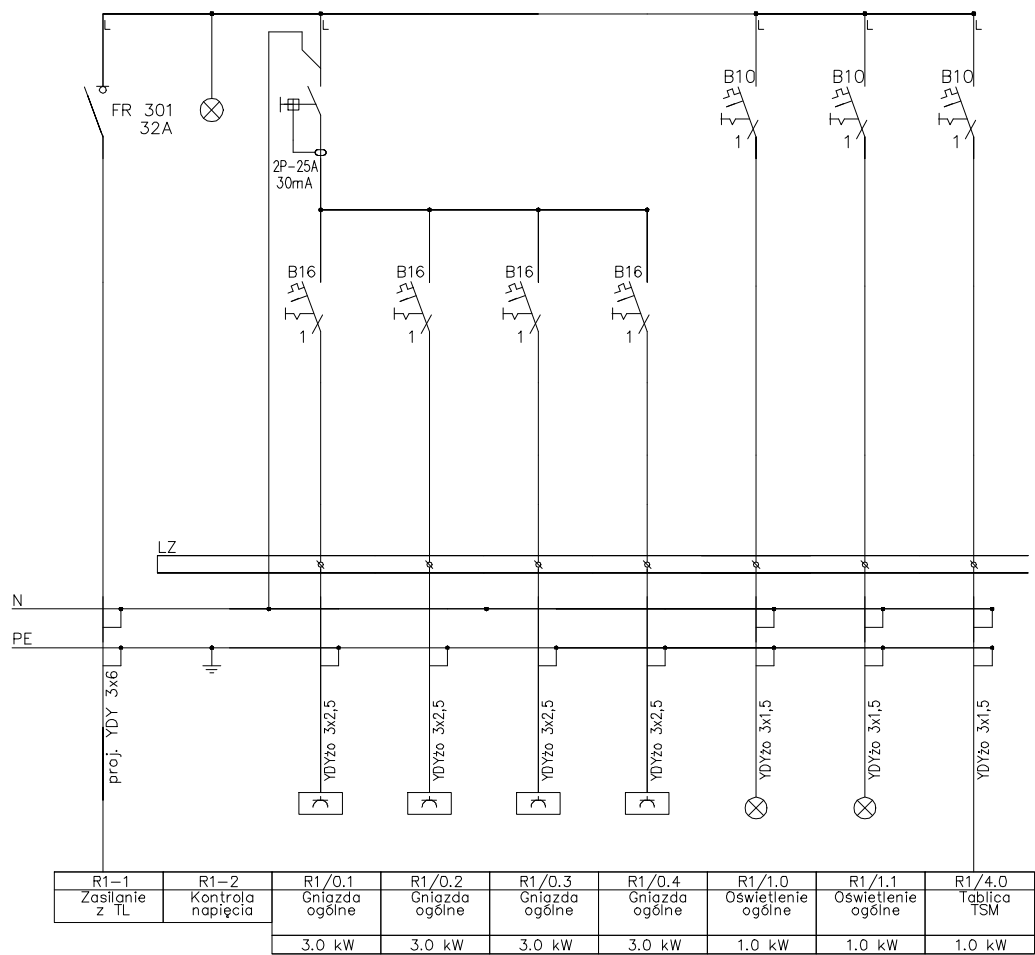 L
L
L
L
L
FR 301
32A
2P-25A
30mA
B10
1
B10
1
B10
1
B16
1
B16
1
B16
1
B16
1
LZ
N
PE
proj. YDY 3x6
YDYżo 3x2,5
YDYżo 3x2,5
YDYżo 3x2,5
YDYżo 3x2,5
YDYżo 3x1,5
YDYżo 3x1,5
YDYżo 3x1,5
R1-1
Zasilanie
z TL
R1-2
Kontrola
napięcia
R1/0.1
Gniazda
ogólne
3.0 kW
R1/0.2
Gniazda
ogólne
3.0 kW
R1/0.3
Gniazda
ogólne
3.0 kW
R1/0.4
Gniazda
ogólne
3.0 kW
R1/1.0
Oświetlenie
ogólne
1.0 kW
R1/1.1
Oświetlenie
ogólne
1.0 kW
R1/4.0
Tablica
TSM
1.0 kW